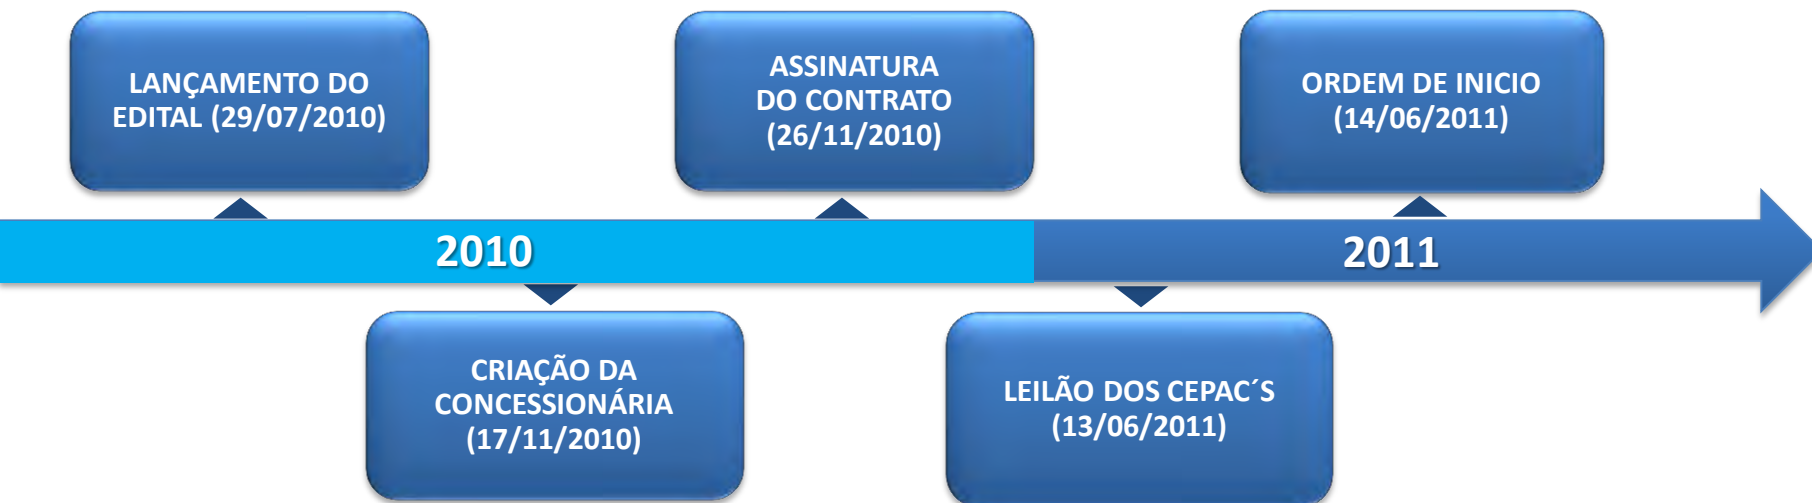 LANÇAMENTO DO
EDITAL (29/07/2010)
ASSINATURA
DO CONTRATO
(26/11/2010)
ORDEM DE INICIO
(14/06/2011)
2010
2011
CRIAÇÃO DA
CONCESSIONÁRIA
(17/11/2010)
LEILÃO DOS CEPAC´S
(13/06/2011)